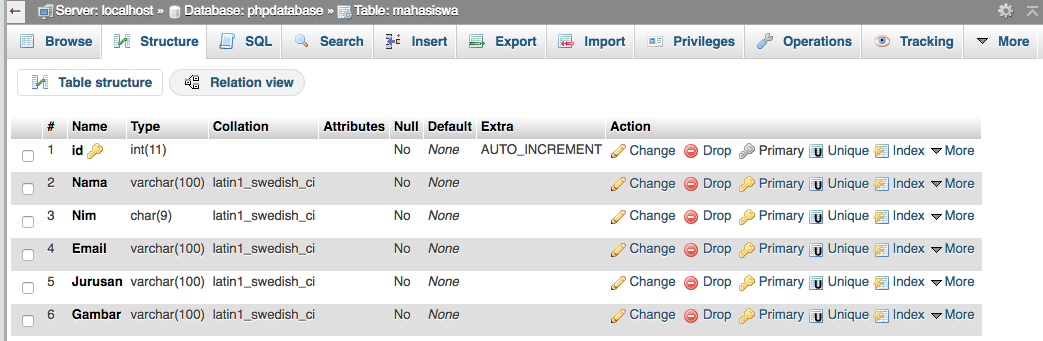 Server: localhost » Database: phpdatabase » Table: mahasiswa
Browse Structure SQL Search Insert Export Import Privileges Operations Tracking More
Table structure Relation view
# Name Type Collation Attributes Null Default Extra Action
1 id int(11) No None AUTO_INCREMENT Change Drop Primary Unique Index More
2 Nama varchar(100) latin1_swedish_ci No None Change Drop Primary Unique Index More
3 Nim char(9) latin1_swedish_ci No None Change Drop Primary Unique Index More
4 Email varchar(100) latin1_swedish_ci No None Change Drop Primary Unique Index More
5 Jurusan varchar(100) latin1_swedish_ci No None Change Drop Primary Unique Index More
6 Gambar varchar(100) latin1_swedish_ci No None Change Drop Primary Unique Index More